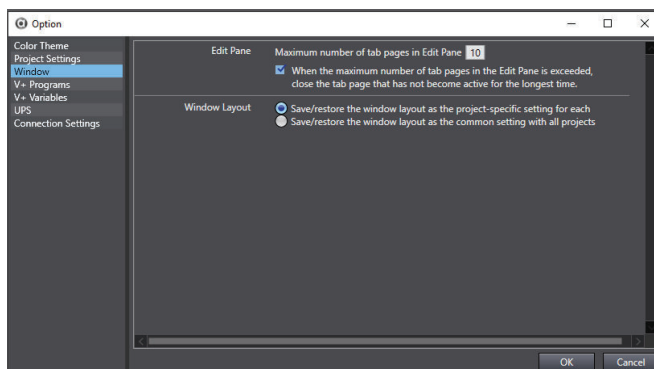 Option
Color Theme
Project Settings
Window
V+ Programs
V+ Variables
UPS
Connection Settings
Edit Pane
Maximum number of tab pages in Edit Pane 10
When the maximum number of tab pages in the Edit Pane is exceeded,
close the tab page that has not become active for the longest time.
Window Layout
Save/restore the window layout as the project-specific setting for each
Save/restore the window layout as the common setting with all projects
OK
Cancel